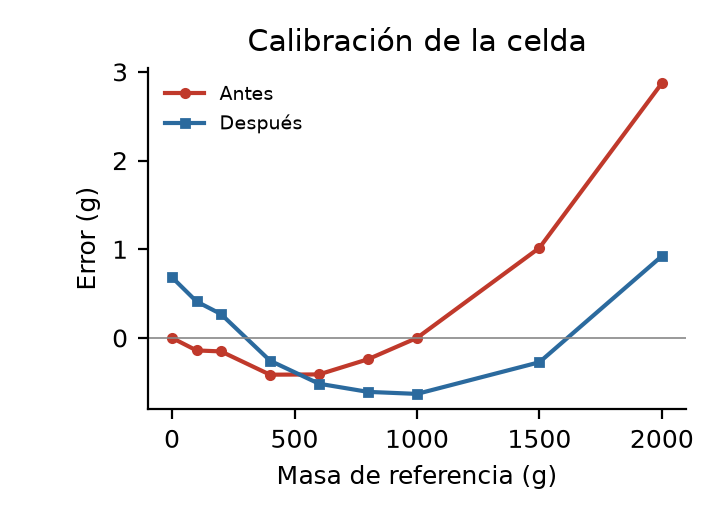 Calibración de la celda
Antes
Después
Error (g)
3
2
1
0
0 500 1000 1500 2000
Masa de referencia (g)